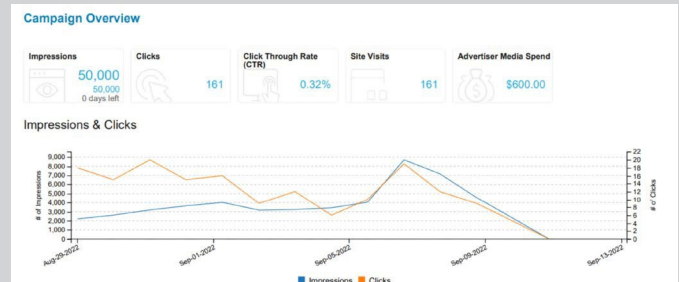 Campaign Overview
Impressions
50,000
50,000
0 days left
Clicks
161
Click Through Rate
(CTR)
0.32%
Site Visits
161
Advertiser Media Spend
$600.00
Impressions & Clicks
# of Impressions
9,000
8,000
7,000
6,000
5,000
4,000
3,000
2,000
1,000
0
22
20
18
16
14
12
10
8
6
4
2
0
# of Clicks
Aug-29-2022
Sep-01-2022
Sep-05-2022
Sep-09-2022
Sep-13-2022
Impressions Clicks